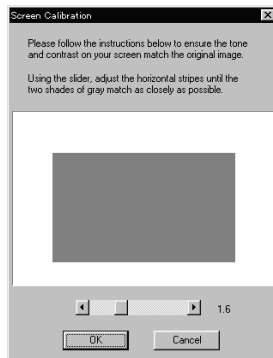 Screen Calibration
Please follow the instructions below to ensure the tone
and contrast on your screen match the original image.
Using the slider, adjust the horizontal stripes until the
two shades of gray match as closely as possible.
1.6
OK
Cancel